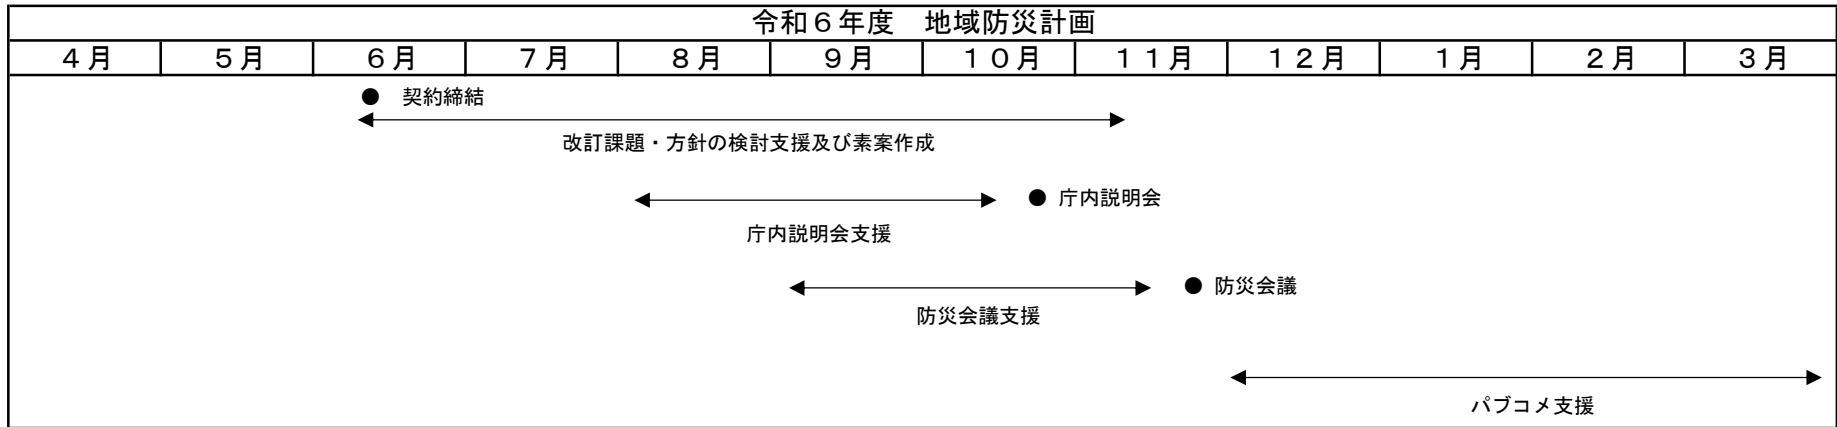 令和６年度　地域防災計画
４月 ５月 ６月 ７月 ８月 ９月 １０月 １１月 １２月 １月 ２月 ３月
● 契約締結
改訂課題・方針の検討支援及び素案作成
● 庁内説明会
庁内説明会支援
● 防災会議
防災会議支援
パブコメ支援